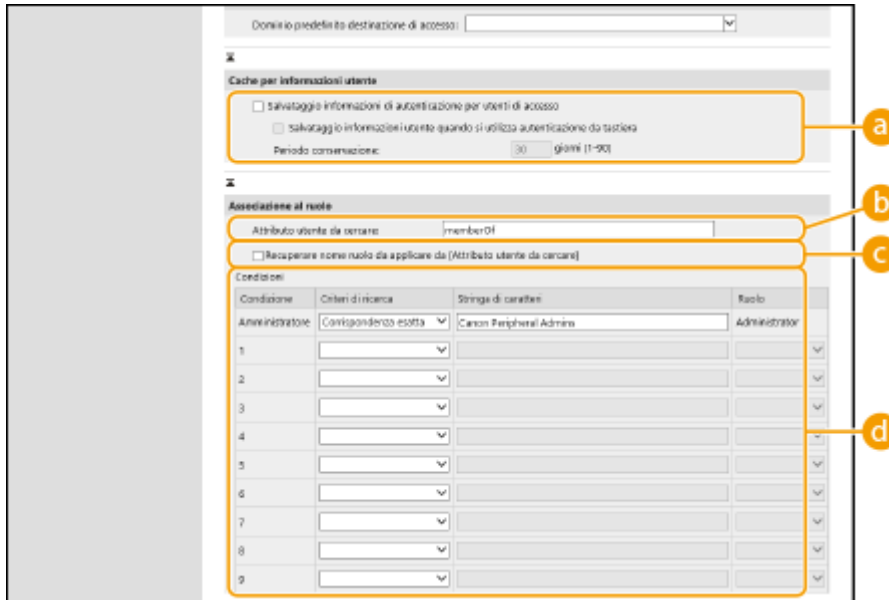 Dominio predefinito destinazione di accesso:
Cache per informazioni utente
Salvataggio informazioni di autenticazione per utenti di accesso
Salvataggio informazioni utente quando si utilizza autenticazione da tastiera
Periodo conservazione: 30 giorni (1-90)
a
b
Associazione al ruolo
Attributo utente da cercare: memberOf
Recuperare nome ruolo da applicare da [Attributo utente da cercare]
c
Condizioni
Condizione Criteri di ricerca Stringa di caratteri Ruolo
Amministratore Corrispondenza esatta Canon Peripheral Admins Administrator
1
2
3
4
d
5
6
7
8
9